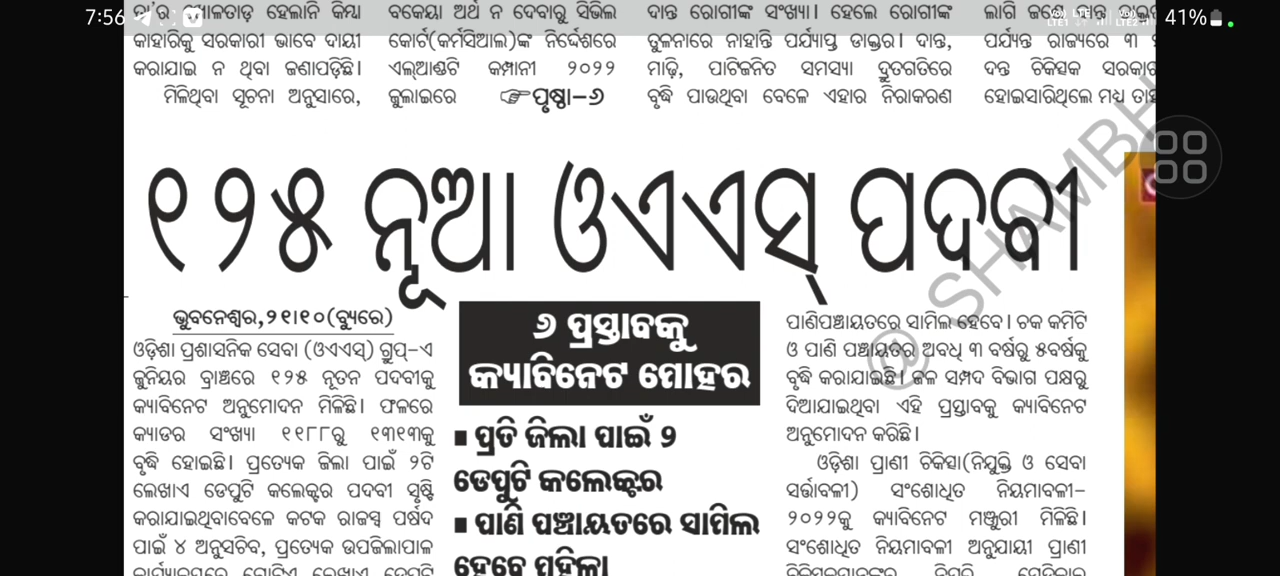 7:56
41%
ତା'ର ଖୋଳତାଡ଼ ହେଲାନି କିମ୍ବା
କାହାରିକୁ ସରକାରୀ ଭାବେ ଦାୟୀ
କରାଯାଇ ନ ଥିବା ଜଣାପଡ଼ିଛି।
ମିଳିଥିବା ସୂଚନା ଅନୁସାରେ,
ବକେୟା ଅର୍ଥ ନ ଦେବାରୁ ସିଭିଲ
କୋର୍ଟ(କର୍ମସିଆଲ)ଙ୍କ ନିର୍ଦ୍ଦେଶରେ
ଏଲ୍‌ଆଣ୍ଡଟି କମ୍ପାନୀ ୨୦୨୨
ଜୁଲାଇରେ ☞ପୃଷ୍ଠା-୬
ଦାନ୍ତ ରୋଗୀଙ୍କ ସଂଖ୍ୟା। ହେଲେ ରୋଗୀଙ୍କ
ତୁଳନାରେ ନାହାନ୍ତି ପର୍ଯ୍ୟାପ୍ତ ଡାକ୍ତର। ଦାନ୍ତ,
ମାଢ଼ି, ପାଟିଜନିତ ସମସ୍ୟା ଦ୍ରୁତଗତିରେ
ବୃଦ୍ଧି ପାଉଥିବା ବେଳେ ଏହାର ନିରାକରଣ
ଲାଗି
ପର୍ଯ୍ୟନ୍ତ ରାଜ୍ୟରେ ୩
ଦନ୍ତ ଚିକିତ୍ସକ
ହୋଇସାରିଥିଲେ ମଧ୍ୟ
୧୨୫ ନୂଆ ଓଏଏସ୍ ପଦବୀ
@ SHAMBH
ଭୁବନେଶ୍ୱର,୨୧।୧୦(ବ୍ୟୁରେ)
ଓଡ଼ିଶା ପ୍ରଶାସନିକ ସେବା (ଓଏଏସ୍) ଗ୍ରୁପ୍-ଏ
ଜୁନିୟର ବ୍ରାଞ୍ଚରେ ୧୨୫ ନୂତନ ପଦବୀକୁ
କ୍ୟାବିନେଟ ଅନୁମୋଦନ ମିଳିଛି। ଫଳରେ
କ୍ୟାଡର ସଂଖ୍ୟା ୧୧୮୮ରୁ ୧୩୧୩କୁ
ବୃଦ୍ଧି ହୋଇଛି। ପ୍ରତ୍ୟେକ ଜିଲା ପାଇଁ ୨ଟି
ଲେଖାଏ ଡେପୁଟି କଲେକ୍ଟର ପଦବୀ ସୃଷ୍ଟି
କରାଯାଇଥିବାବେଳେ କଟକ ରାଜସ୍ୱ ପର୍ଷଦ
ପାଇଁ ୪ ଅନୁସଚିବ, ପ୍ରତ୍ୟେକ ଉପଜିଲାପାଳ
କାର୍ଯ୍ୟାଳୟରେ ଗୋଟିଏ ଲେଖାଏ ଡେପୁଟି
୬ ପ୍ରସ୍ତାବକୁ
କ୍ୟାବିନେଟ ମୋହର
▪ ପ୍ରତି ଜିଲା ପାଇଁ ୨
ଡେପୁଟି କଲେକ୍ଟର
▪ ପାଣି ପଞ୍ଚାୟତରେ ସାମିଲ
ହେବେ ମହିଳା
ପାଣିପଞ୍ଚାୟତରେ ସାମିଲ ହେବେ। ଚକ କମିଟି
ଓ ପାଣି ପଞ୍ଚାୟତର ଅବଧି ୩ ବର୍ଷରୁ ୫ବର୍ଷକୁ
ବୃଦ୍ଧି କରାଯାଇଛି। ଜଳ ସମ୍ପଦ ବିଭାଗ ପକ୍ଷରୁ
ଦିଆଯାଇଥିବା ଏହି ପ୍ରସ୍ତାବକୁ କ୍ୟାବିନେଟ
ଅନୁମୋଦନ କରିଛି।
ଓଡ଼ିଶା ପ୍ରାଣୀ ଚିକିତ୍ସା(ନିଯୁକ୍ତି ଓ ସେବା
ସର୍ତ୍ତାବଳୀ) ସଂଶୋଧିତ ନିୟମାବଳୀ-
୨୦୨୨କୁ କ୍ୟାବିନେଟ ମଞ୍ଜୁରୀ ମିଳିଛି।
ସଂଶୋଧିତ ନିୟମାବଳୀ ଅନୁଯାୟୀ ପ୍ରାଣୀ